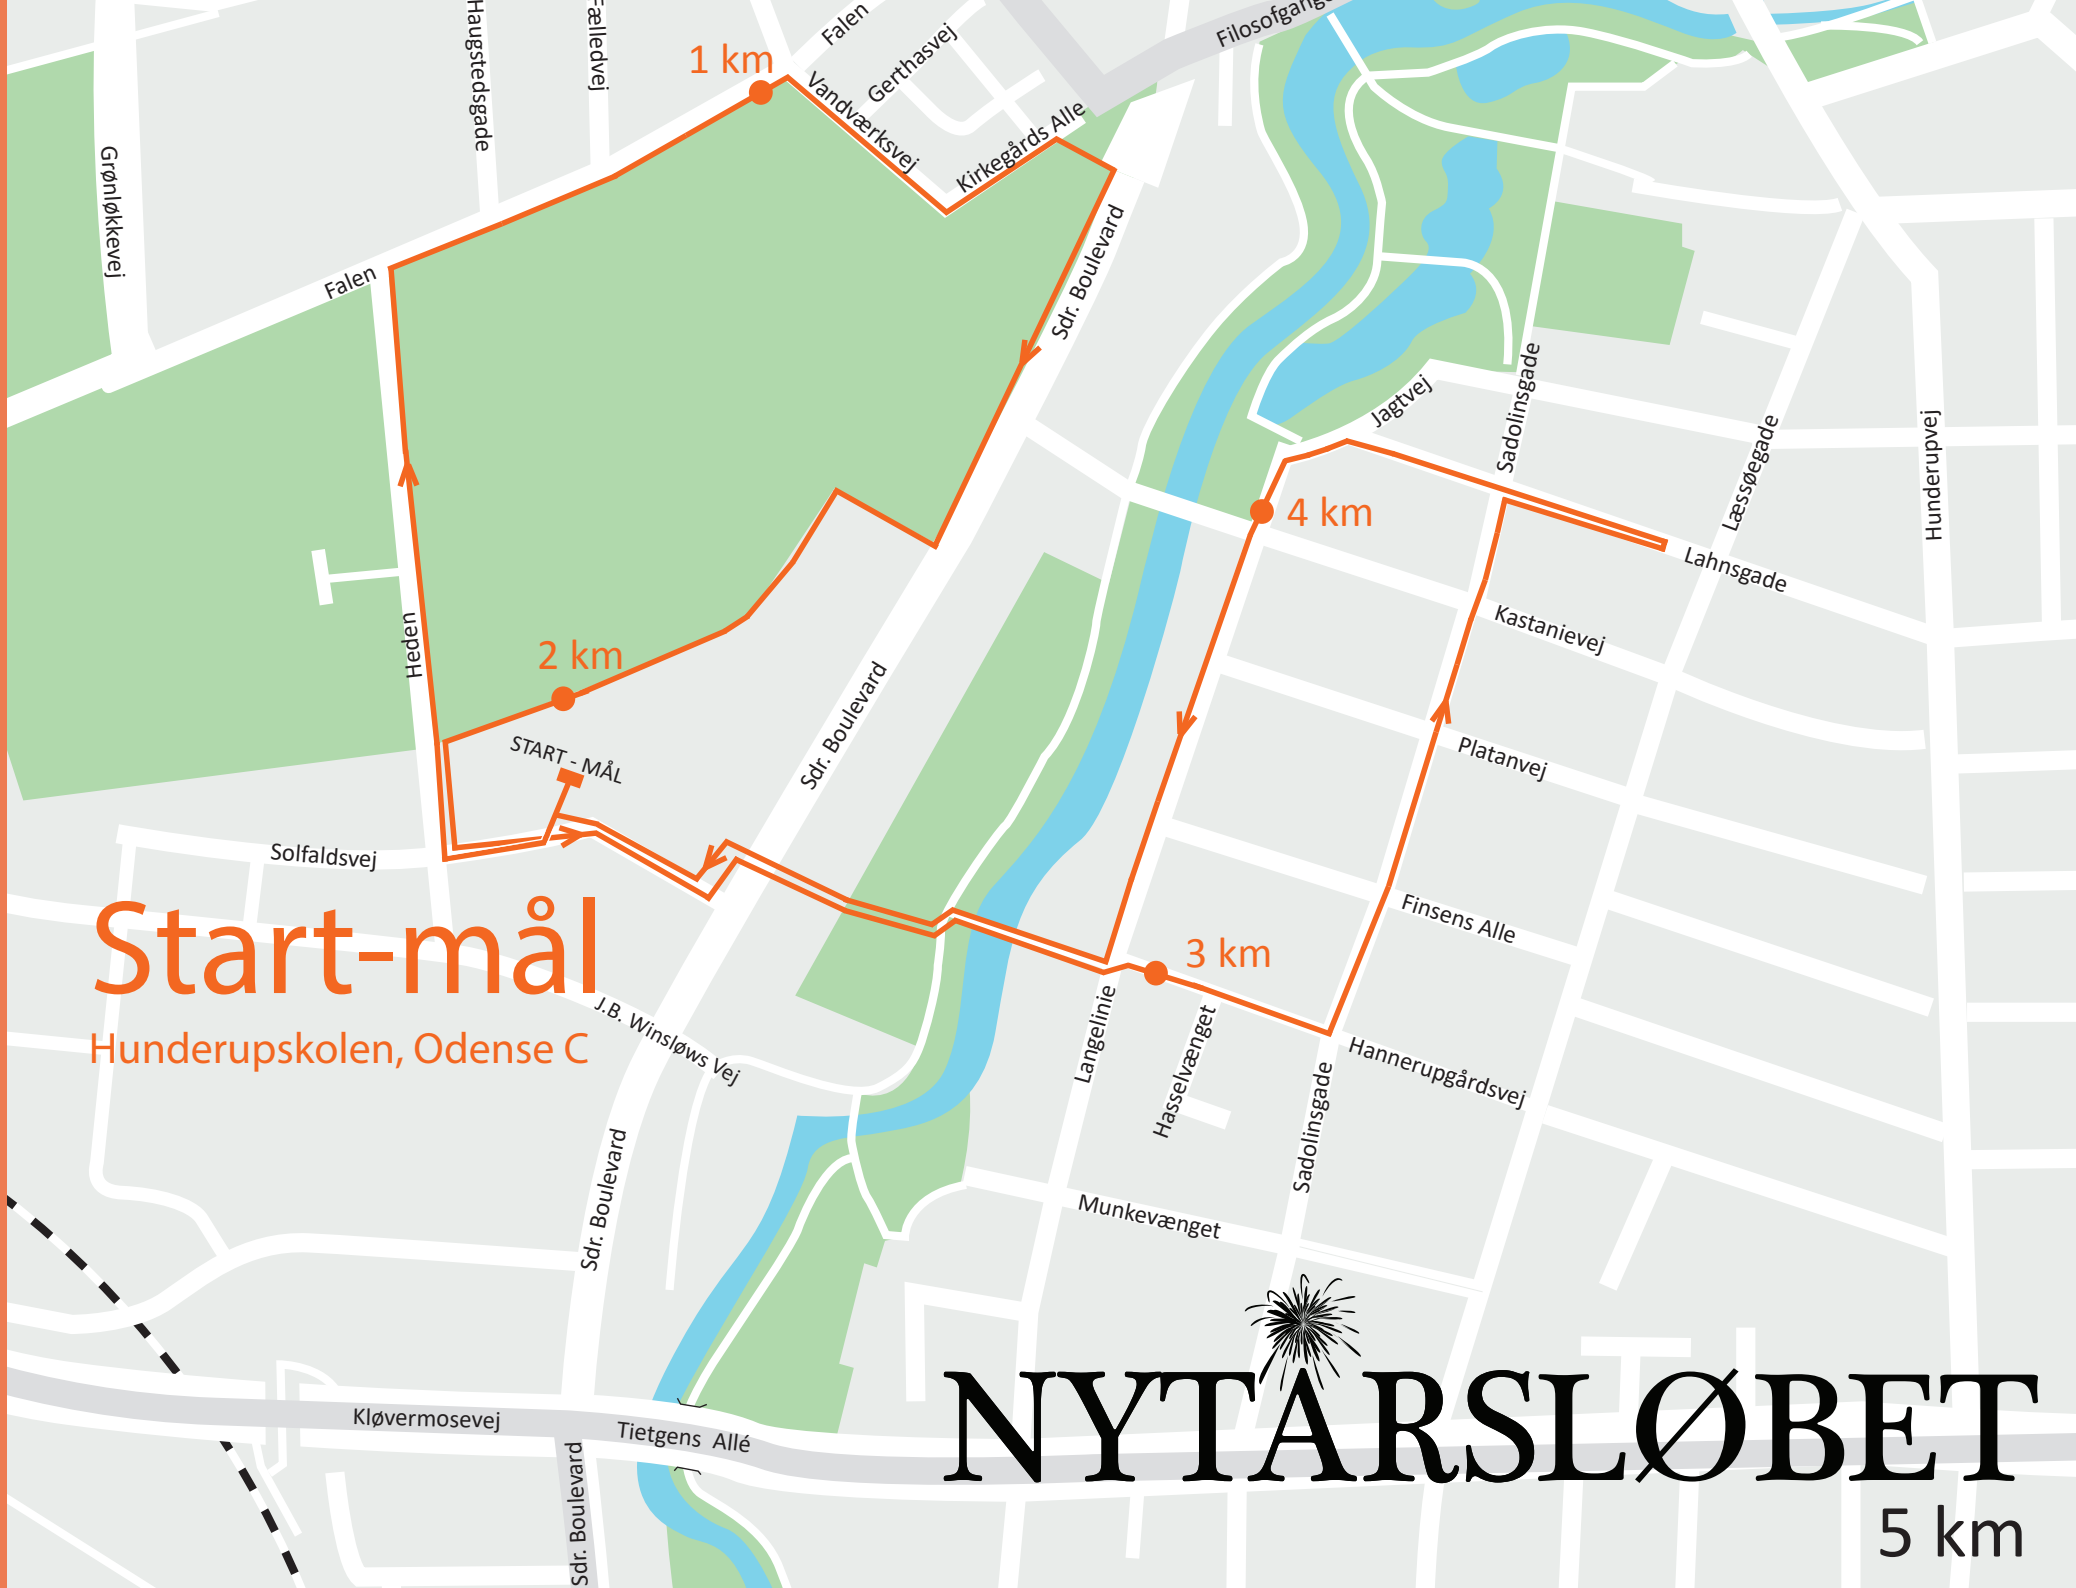 Falen
Filosofgangen
Haugstedsgade
Fælledvej
1 km
Gerthasvej
Vandværksvej
Kirkegårds Alle
Grønløkkevej
Falen
Sdr. Boulevard
Jagtvej
Sadolinsgade
Læssøegade
Hunderupvej
4 km
Lahnsgade
Kastanievej
Heden
2 km
Sdr. Boulevard
START - MÅL
Platanvej
Solfaldsvej
Finsens Alle
Start-mål
Hunderupskolen, Odense C
3 km
J.B. Winsløws Vej
Langelinie
Hasselvænget
Hannerupgårdsvej
Sadolinsgade
Sdr. Boulevard
Munkevænget
NYTÅRSLØBET
5 km
Kløvermosevej
Tietgens Allé
Sdr. Boulevard